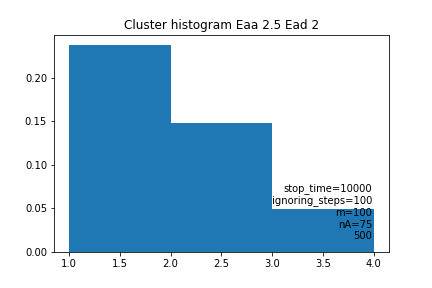 Cluster histogram Eaa 2.5 Ead 2
0.20
0.15
0.10
0.05
0.00
stop_time=10000
ignoring_steps=100
m=100
nA=75
500
1.0 1.5 2.0 2.5 3.0 3.5 4.0